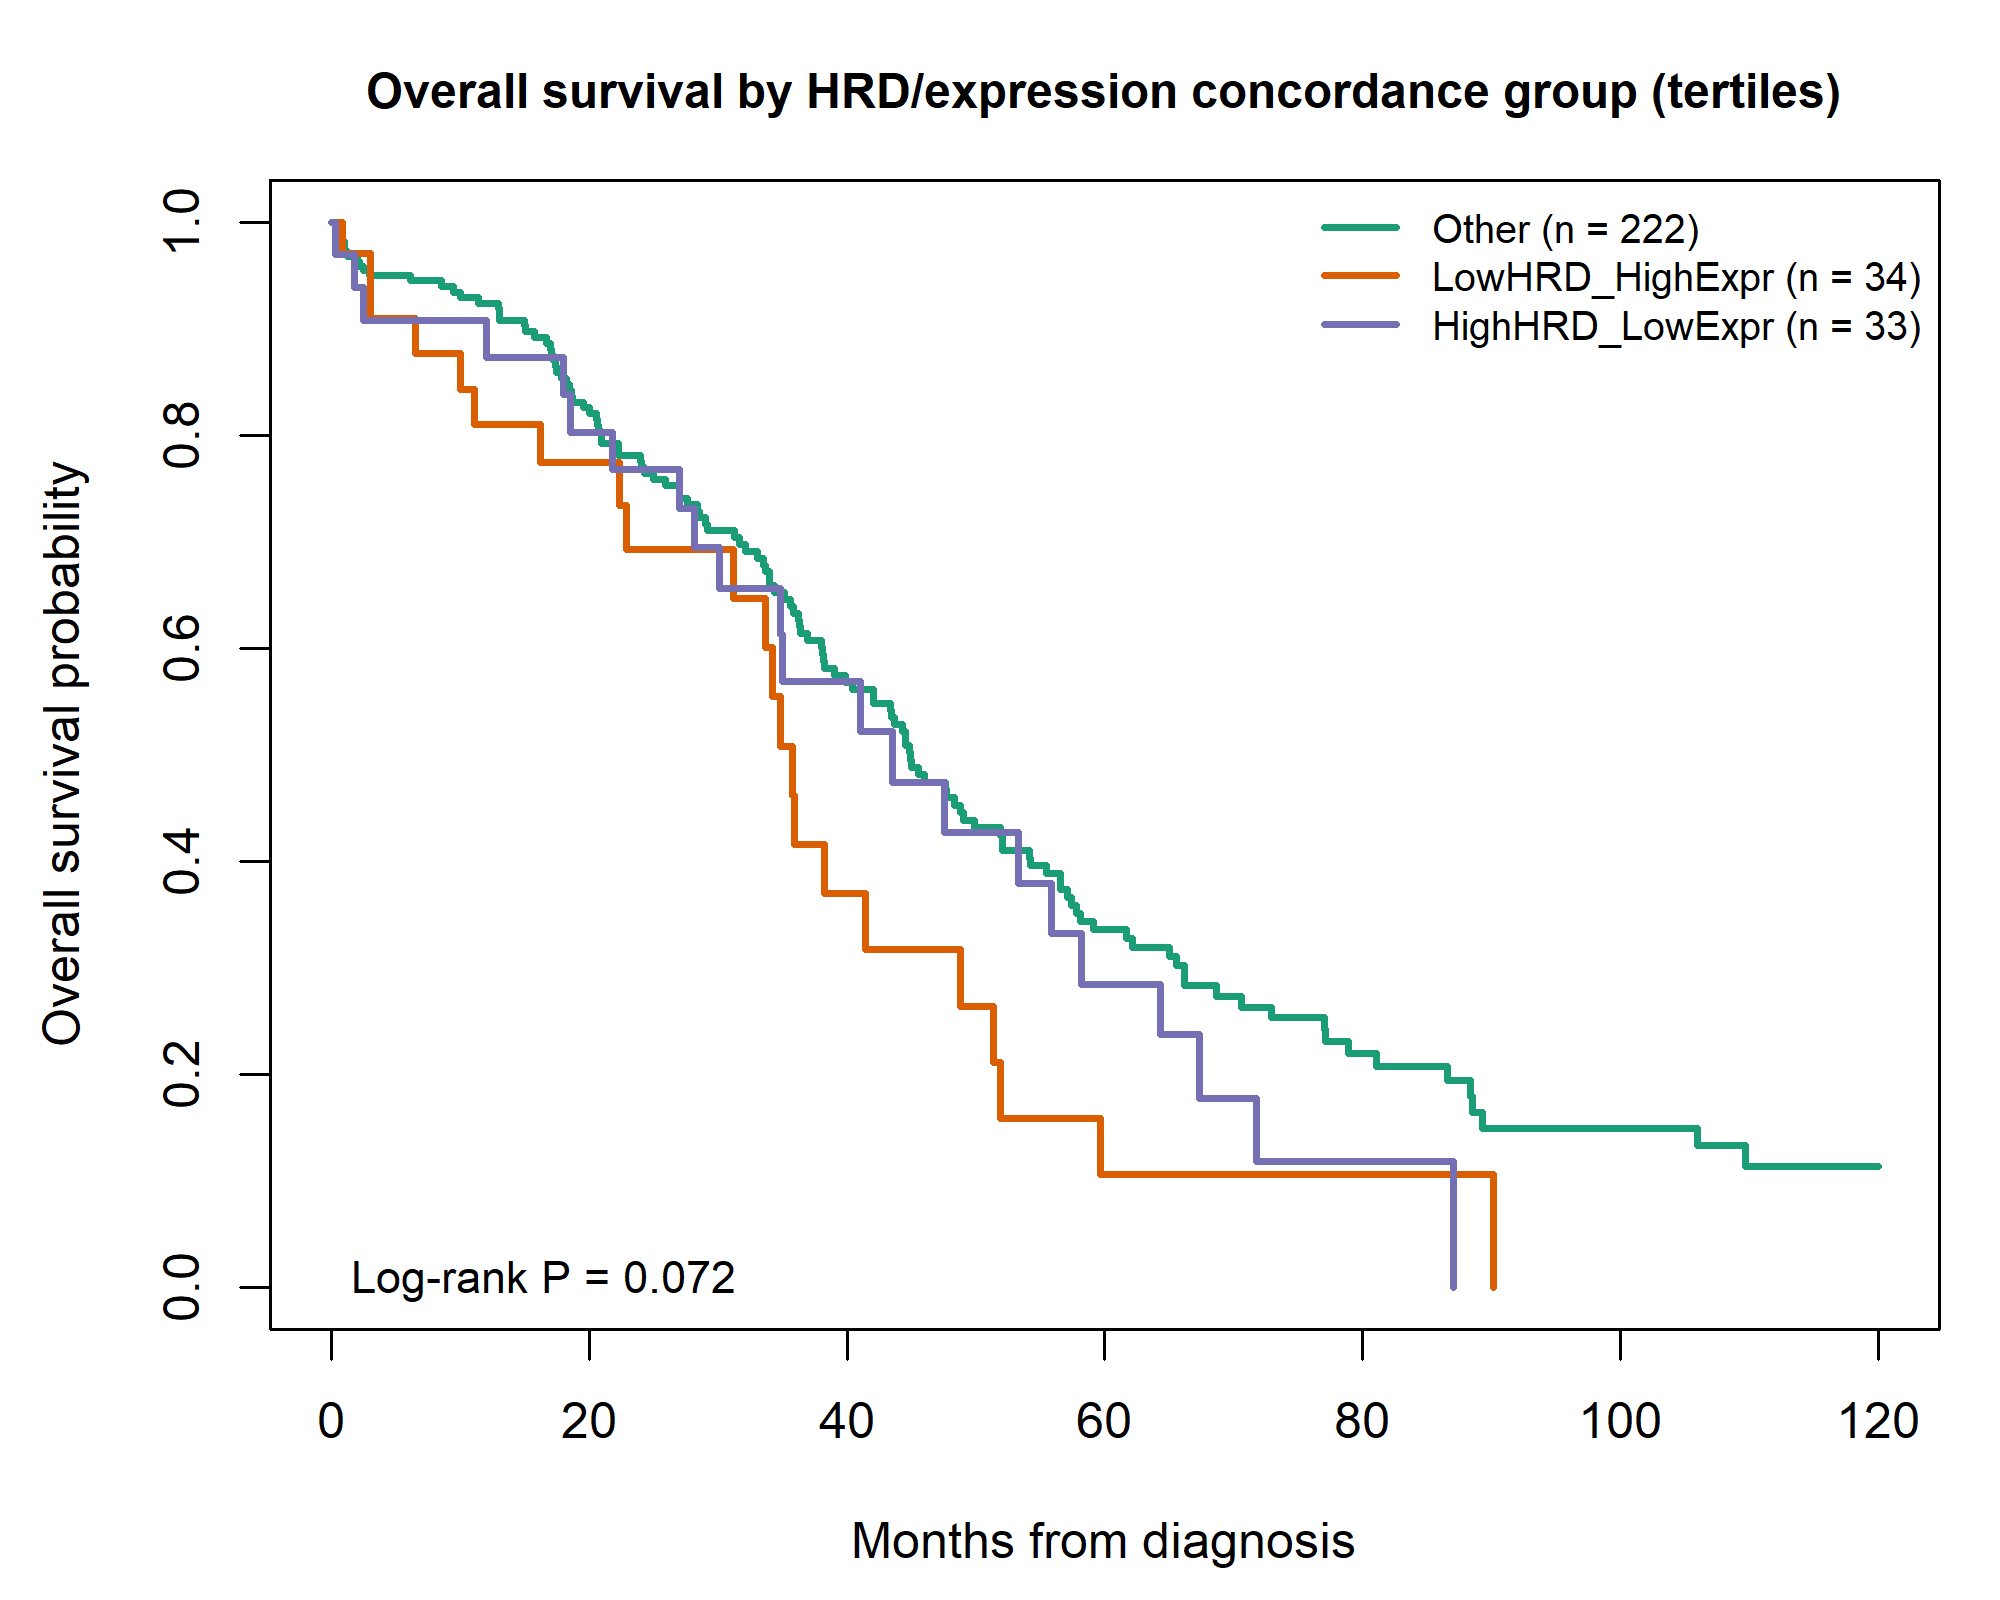 Overall survival by HRD/expression concordance group (tertiles)
Other (n = 222)
LowHRD_HighExpr (n = 34)
HighHRD_LowExpr (n = 33)
Overall survival probability
1.0
0.8
0.6
0.4
0.2
0.0
Log-rank P = 0.072
0 20 40 60 80 100 120
Months from diagnosis